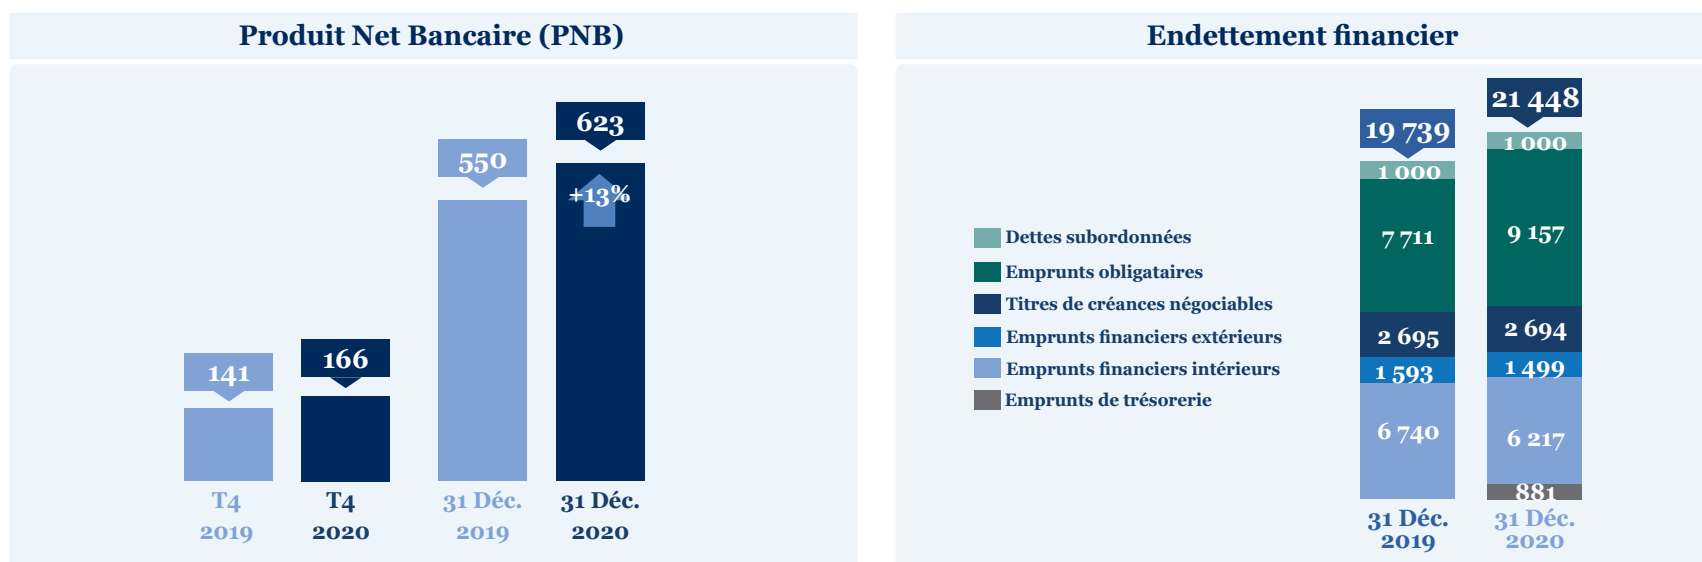 Produit Net Bancaire (PNB)
623
550
+13%
166
141
T4
2019
T4
2020
31 Déc.
2019
31 Déc.
2020
Endettement financier
Dettes subordonnées
Emprunts obligataires
Titres de créances négociables
Emprunts financiers extérieurs
Emprunts financiers intérieurs
Emprunts de trésorerie
19 739
1 000
7 711
2 695
1 593
6 740
31 Déc.
2019
21 448
1 000
9 157
2 694
1 499
6 217
881
31 Déc.
2020